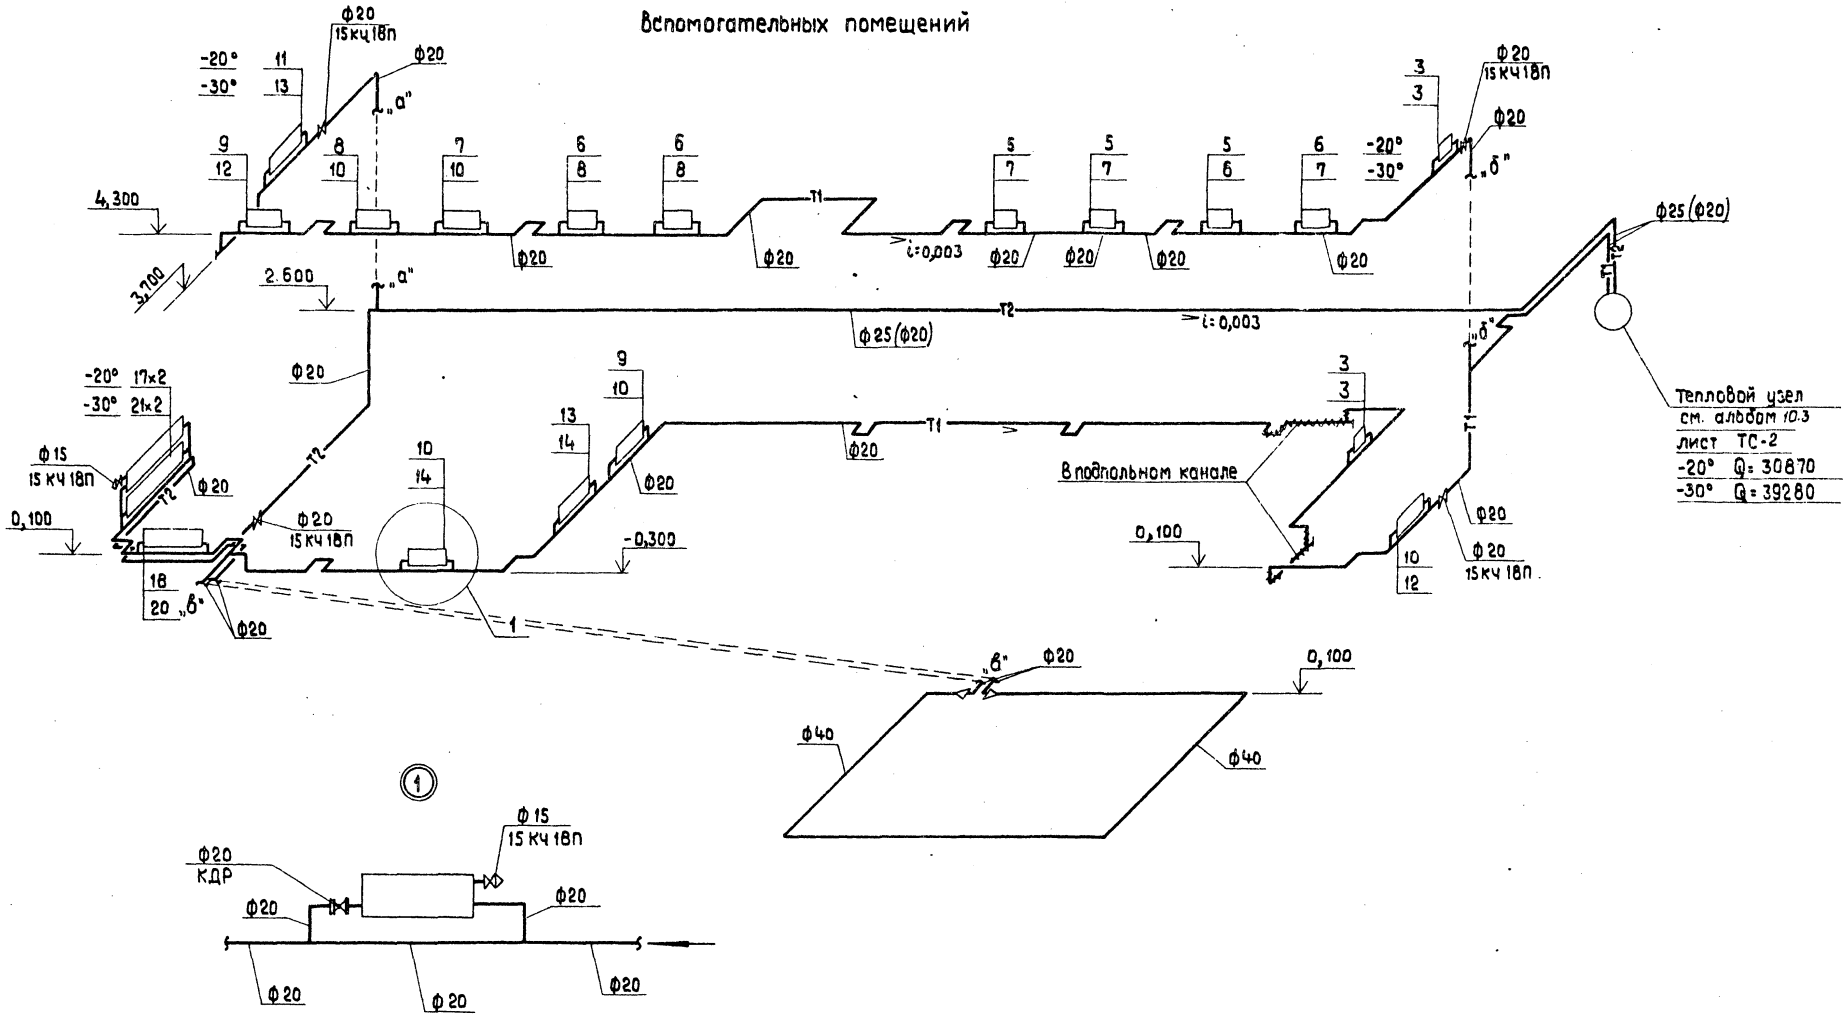 вспомогательных помещений
ф20
15кч18п
ф20
-20° 11
-30° 13
„а"
9
12
8
10
7
10
6
8
6
8
5
7
5
7
5
6
6
7
-20°
-30°
3
3
ф20
15кч18п
ф20
„б"
4,300
3,700
Т1
ф20
ф20
i=0,003
ф20
ф20
ф20
ф20
ф25(ф20)
Т1
Т2
2.600
„а"
Т2
i=0,003
ф25(ф20)
„б"
ф20
-20° 17х2
-30° 21х2
9
10
3
3
Тепловой узел
см. альбом 10.3
лист ТС-2
-20° Q=30870
-30° Q=39280
13
14
Т1
ф20
Т1
ф15
15кч18п
Т2
ф20
Т2
10
14
ф20
в подпольном канале
0,100
ф20
15кч18п
-0,300
0,100
ф20
ф20
15кч18п.
10
12
18
20
„в"
ф20
1
„в"
ф20
0,100
ф40
ф40
1
ф15
15кч18п
ф20
КДР
ф20
ф20
ф20
ф20
ф20